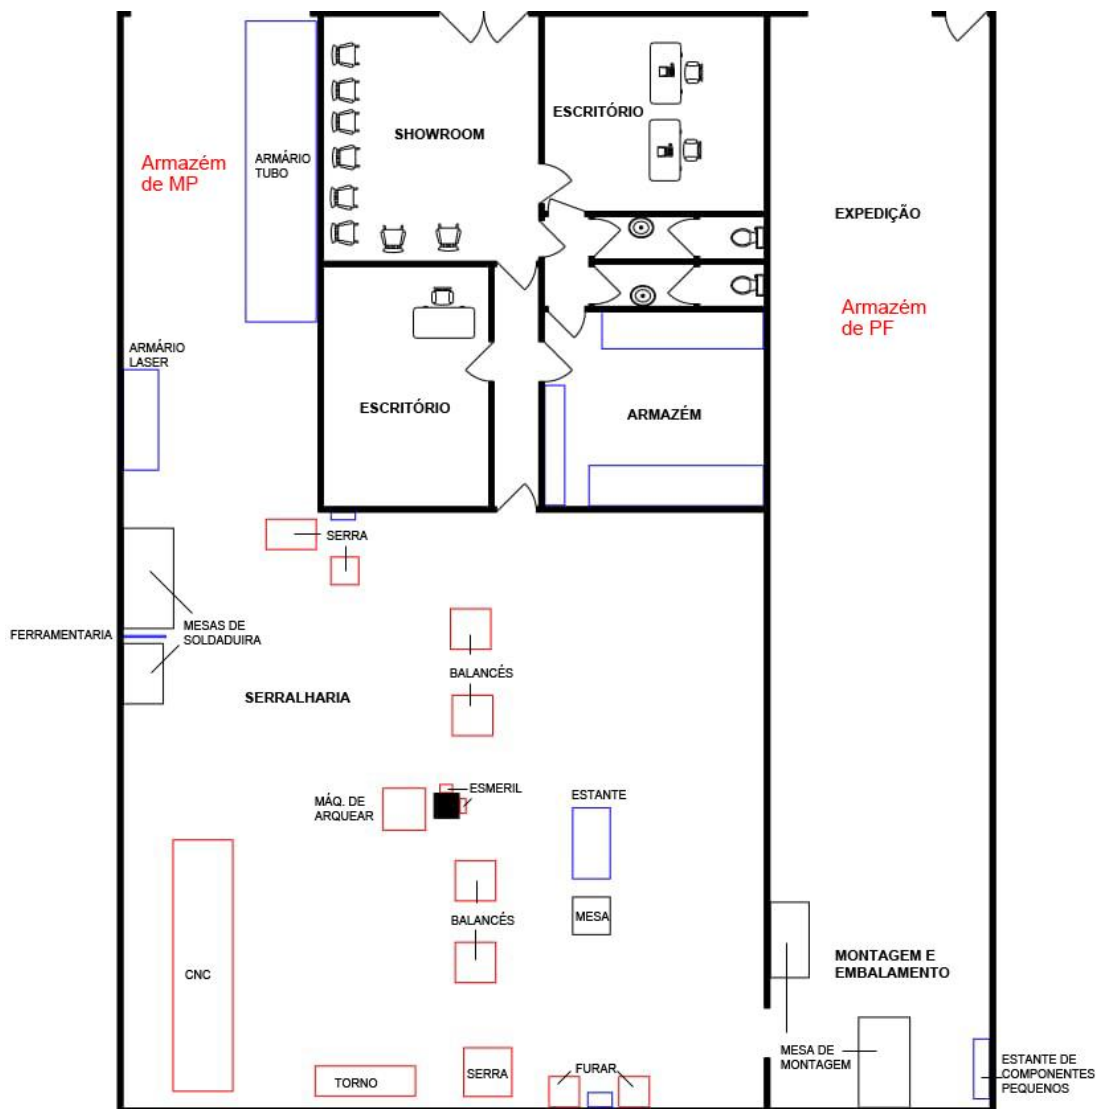 ESCRITÓRIO
SHOWROOM
Armazém
de MP
ARMÁRIO
TUBO
EXPEDIÇÃO
Armazém
de PF
ARMÁRIO
LASER
ESCRITÓRIO
ARMAZÉM
SERRA
FERRAMENTARIA
MESAS DE
SOLDADUIRA
BALANCÉS
SERRALHARIA
ESMERIL
MÁQ. DE
ARQUEAR
ESTANTE
MESA
BALANCÉS
CNC
MONTAGEM E
EMBALAMENTO
MESA DE
MONTAGEM
ESTANTE DE
COMPONENTES
PEQUENOS
TORNO
SERRA
FURAR